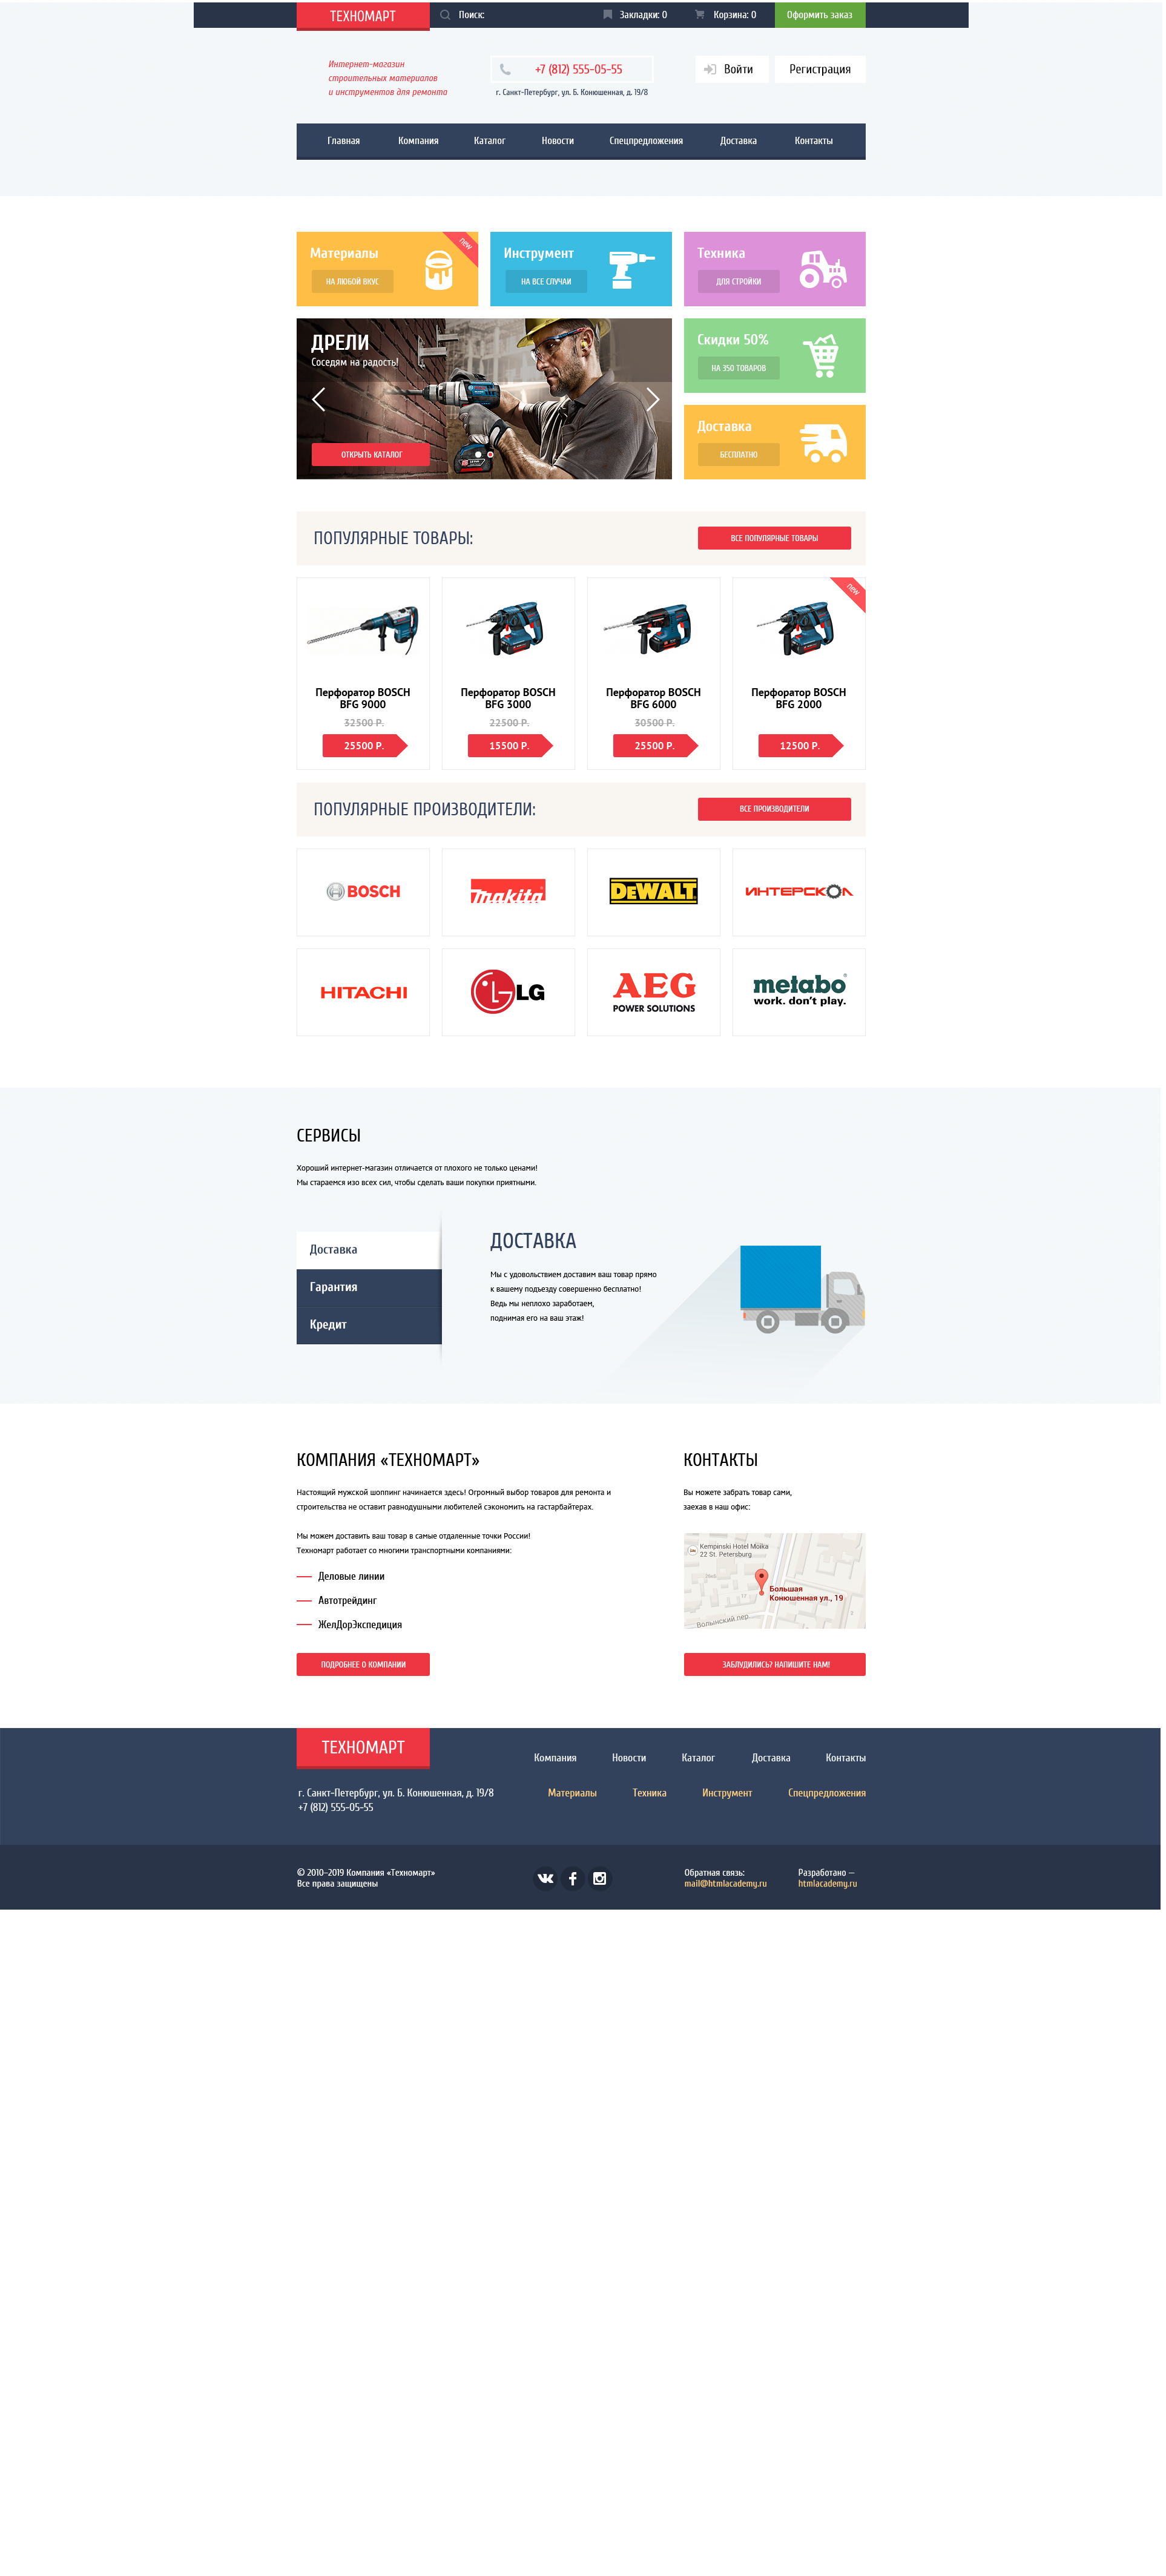 ТЕХНОМАРТ
Поиск:
Закладки: 0
Корзина: 0
Оформить заказ
Интернет-магазин
строительных материалов
и инструментов для ремонта
+7 (812) 555-05-55
г. Санкт-Петербург, ул. Б. Конюшенная, д. 19/8
Войти
Регистрация
Главная
Компания
Каталог
Новости
Спецпредложения
Доставка
Контакты
Материалы
НА ЛЮБОЙ ВКУС
new
Инструмент
НА ВСЕ СЛУЧАИ
Техника
ДЛЯ СТРОЙКИ
ДРЕЛИ
Соседям на радость!
ОТКРЫТЬ КАТАЛОГ
Скидки 50%
НА 350 ТОВАРОВ
Доставка
БЕСПЛАТНО
ПОПУЛЯРНЫЕ ТОВАРЫ:
ВСЕ ПОПУЛЯРНЫЕ ТОВАРЫ
new
Перфоратор BOSCH
BFG 9000
32500 Р.
25500 Р.
Перфоратор BOSCH
BFG 3000
22500 Р.
15500 Р.
Перфоратор BOSCH
BFG 6000
30500 Р.
25500 Р.
Перфоратор BOSCH
BFG 2000
12500 Р.
ПОПУЛЯРНЫЕ ПРОИЗВОДИТЕЛИ:
ВСЕ ПРОИЗВОДИТЕЛИ
BOSCH
makita
DEWALT
ИНТЕРСКОЛ
HITACHI
LG
AEG
POWER SOLUTIONS
metabo®
work. don't play.
СЕРВИСЫ
Хороший интернет-магазин отличается от плохого не только ценами!
Мы стараемся изо всех сил, чтобы сделать ваши покупки приятными.
Доставка
Гарантия
Кредит
ДОСТАВКА
Мы с удовольствием доставим ваш товар прямо
к вашему подъезду совершенно бесплатно!
Ведь мы неплохо заработаем,
поднимая его на ваш этаж!
КОМПАНИЯ «ТЕХНОМАРТ»
Настоящий мужской шоппинг начинается здесь! Огромный выбор товаров для ремонта и
строительства не оставит равнодушными любителей сэкономить на гастарбайтерах.
Мы можем доставить ваш товар в самые отдаленные точки России!
Техномарт работает со многими транспортными компаниями:
Деловые линии
Автотрейдинг
ЖелДорЭкспедиция
ПОДРОБНЕЕ О КОМПАНИИ
КОНТАКТЫ
Вы можете забрать товар сами,
заехав в наш офис:
Kempinski Hotel Moika
22 St. Petersburg
Большая
Конюшенная ул., 19
Волынский пер
ЗАБЛУДИЛИСЬ? НАПИШИТЕ НАМ!
ТЕХНОМАРТ
г. Санкт-Петербург, ул. Б. Конюшенная, д. 19/8
+7 (812) 555-05-55
Компания
Новости
Каталог
Доставка
Контакты
Материалы
Техника
Инструмент
Спецпредложения
© 2010–2019 Компания «Техномарт»
Все права защищены
Обратная связь:
mail@htmlacademy.ru
Разработано —
htmlacademy.ru